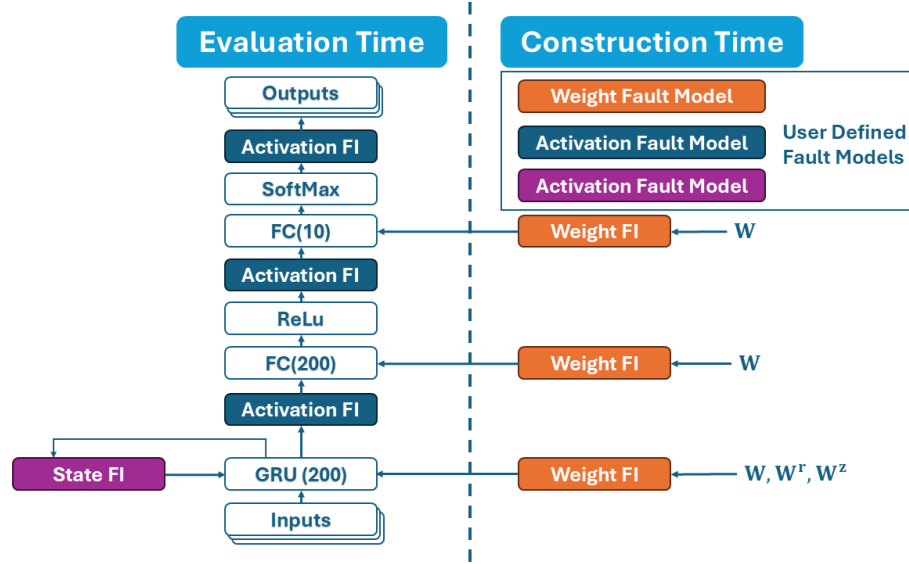 Evaluation Time
Construction Time
Outputs
Activation FI
SoftMax
FC(10)
Activation FI
ReLu
FC(200)
Activation FI
State FI
GRU (200)
Inputs
Weight Fault Model
Activation Fault Model
Activation Fault Model
User Defined
Fault Models
Weight FI
W
Weight FI
W
Weight FI
W, Wʳ, Wᶻ